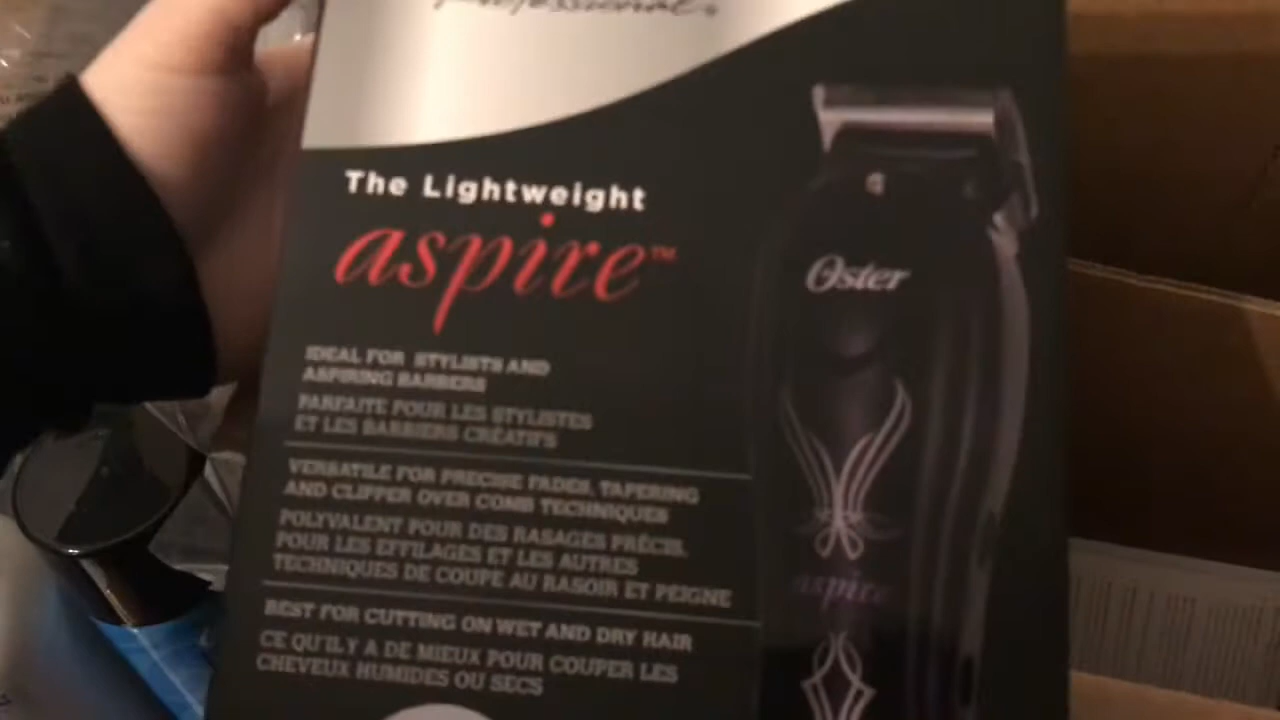 Professional.
The Lightweight
aspire™
IDEAL FOR STYLISTS AND
ASPIRING BARBERS
PARFAITE POUR LES STYLISTES
ET LES BARBIERS CRÉATIFS
VERSATILE FOR PRECISE FADES, TAPERING
AND CLIPPER OVER COMB TECHNIQUES
POLYVALENT POUR DES RASAGES PRÉCIS,
POUR LES EFFILAGES ET LES AUTRES
TECHNIQUES DE COUPE AU RASOIR ET PEIGNE
BEST FOR CUTTING ON WET AND DRY HAIR
CE QU'IL Y A DE MIEUX POUR COUPER LES
CHEVEUX HUMIDES OU SECS
Oster
aspire